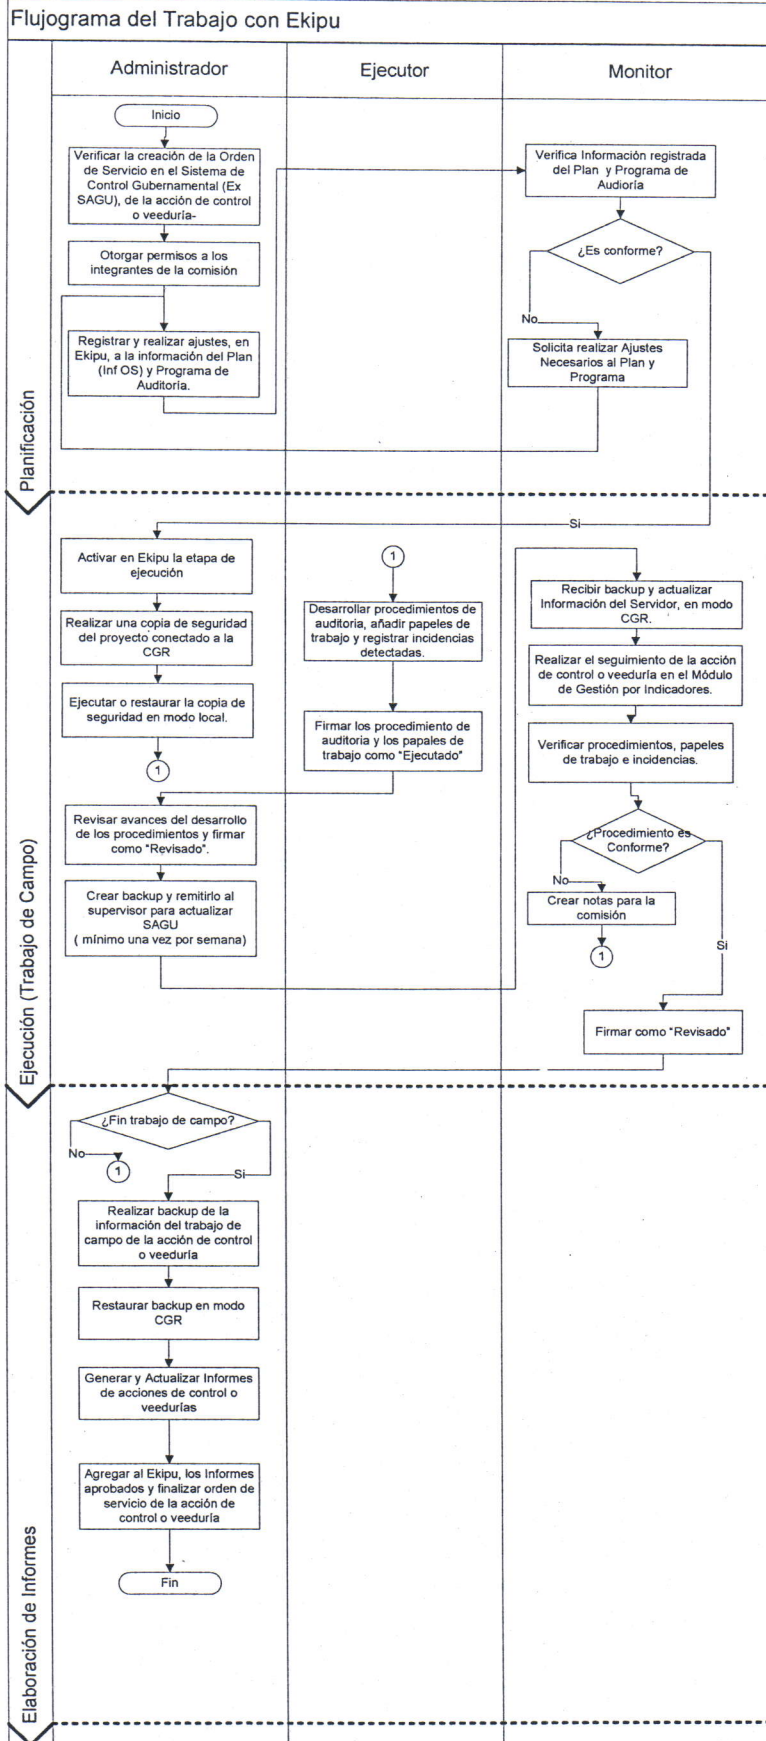 Flujograma del Trabajo con Ekipu
Administrador
Ejecutor
Monitor
Planificación
Inicio
Verificar la creación de la Orden
de Servicio en el Sistema de
Control Gubernamental (Ex
SAGU), de la acción de control
o veeduría-
Otorgar permisos a los
integrantes de la comisión
Registrar y realizar ajustes, en
Ekipu, a la información del Plan
(Inf OS) y Programa de
Auditoría.
Verifica Información registrada
del Plan y Programa de
Audioría
¿Es conforme?
No
Solicita realizar Ajustes
Necesarios al Plan y
Programa
Si
Ejecución (Trabajo de Campo)
Activar en Ekipu la etapa de
ejecución
Realizar una copia de seguridad
del proyecto conectado a la
CGR
Ejecutar o restaurar la copia de
seguridad en modo local.
1
1
Desarrollar procedimientos de
auditoria, añadir papeles de
trabajo y registrar incidencias
detectadas.
Firmar los procedimiento de
auditoria y los papales de
trabajo como "Ejecutado"
Revisar avances del desarrollo
de los procedimientos y firmar
como "Revisado".
Crear backup y remitirlo al
supervisor para actualizar
SAGU
( mínimo una vez por semana)
Recibir backup y actualizar
Información del Servidor, en modo
CGR.
Realizar el seguimiento de la acción
de control o veeduría en el Módulo
de Gestión por Indicadores.
Verificar procedimientos, papeles
de trabajo e incidencias.
¿Procedimiento es
Conforme?
No
Crear notas para la
comisión
1
Si
Firmar como "Revisado"
Elaboración de Informes
¿Fin trabajo de campo?
No
1
Si
Realizar backup de la
información del trabajo de
campo de la acción de control
o veeduría
Restaurar backup en modo
CGR
Generar y Actualizar Informes
de acciones de control o
veedurías
Agregar al Ekipu, los Informes
aprobados y finalizar orden de
servicio de la acción de
control o veeduría
Fin